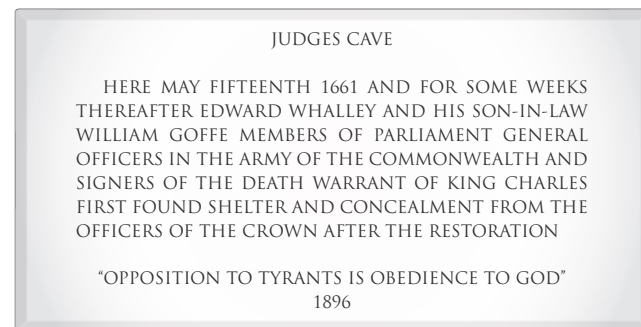 JUDGES CAVE
HERE MAY FIFTEENTH 1661 AND FOR SOME WEEKS
THEREAFTER EDWARD WHALLEY AND HIS SON-IN-LAW
WILLIAM GOFFE MEMBERS OF PARLIAMENT GENERAL
OFFICERS IN THE ARMY OF THE COMMONWEALTH AND
SIGNERS OF THE DEATH WARRANT OF KING CHARLES
FIRST FOUND SHELTER AND CONCEALMENT FROM THE
OFFICERS OF THE CROWN AFTER THE RESTORATION
“OPPOSITION TO TYRANTS IS OBEDIENCE TO GOD”
1896